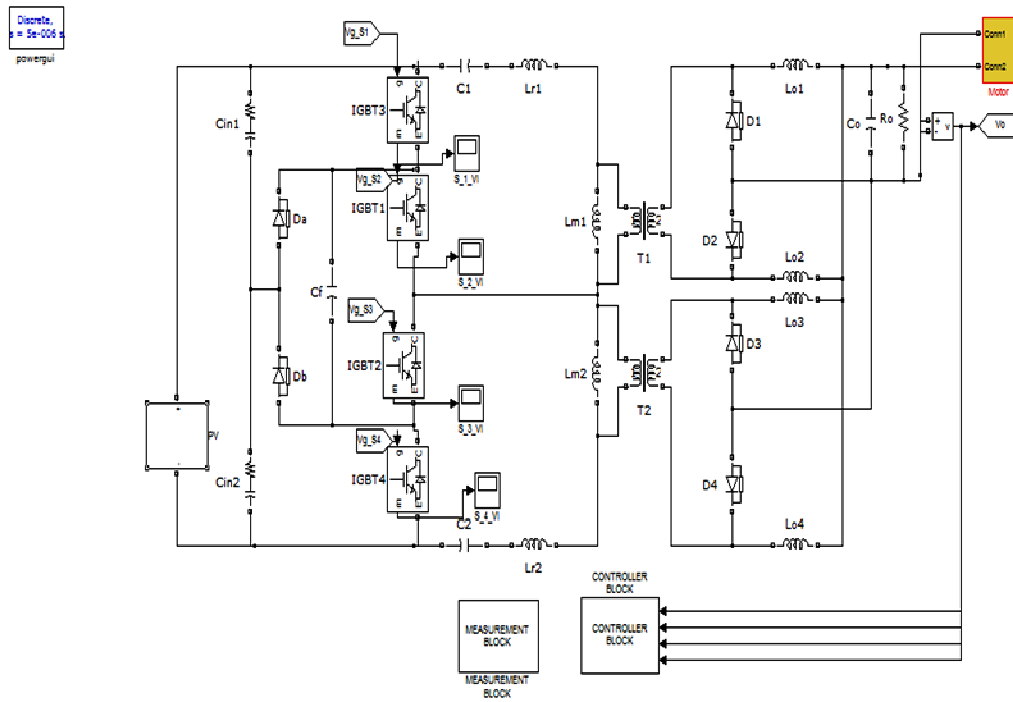 Discrete,
s = 5e-006 s.
powergui
Vg_S1
Conn1
Conn2
Motor
C1
Lr1
Lo1
g
C
IGBT3
m
E
Cin1
D1
Co
Ro
+
-
v
Vo
S_1_VI
Vg_S2
g
C
IGBT1
m
E
Da
Lm1
T1
D2
Lo2
S_2_VI
Cf
Vg_S3
Lo3
g
C
IGBT2
m
E
Db
Lm2
T2
D3
S_3_VI
PV
Vg_S4
g
C
IGBT4
m
E
Cin2
D4
S_4_VI
C2
Lo4
Lr2
CONTROLLER
BLOCK
MEASUREMENT
BLOCK
CONTROLLER
BLOCK
MEASUREMENT
BLOCK